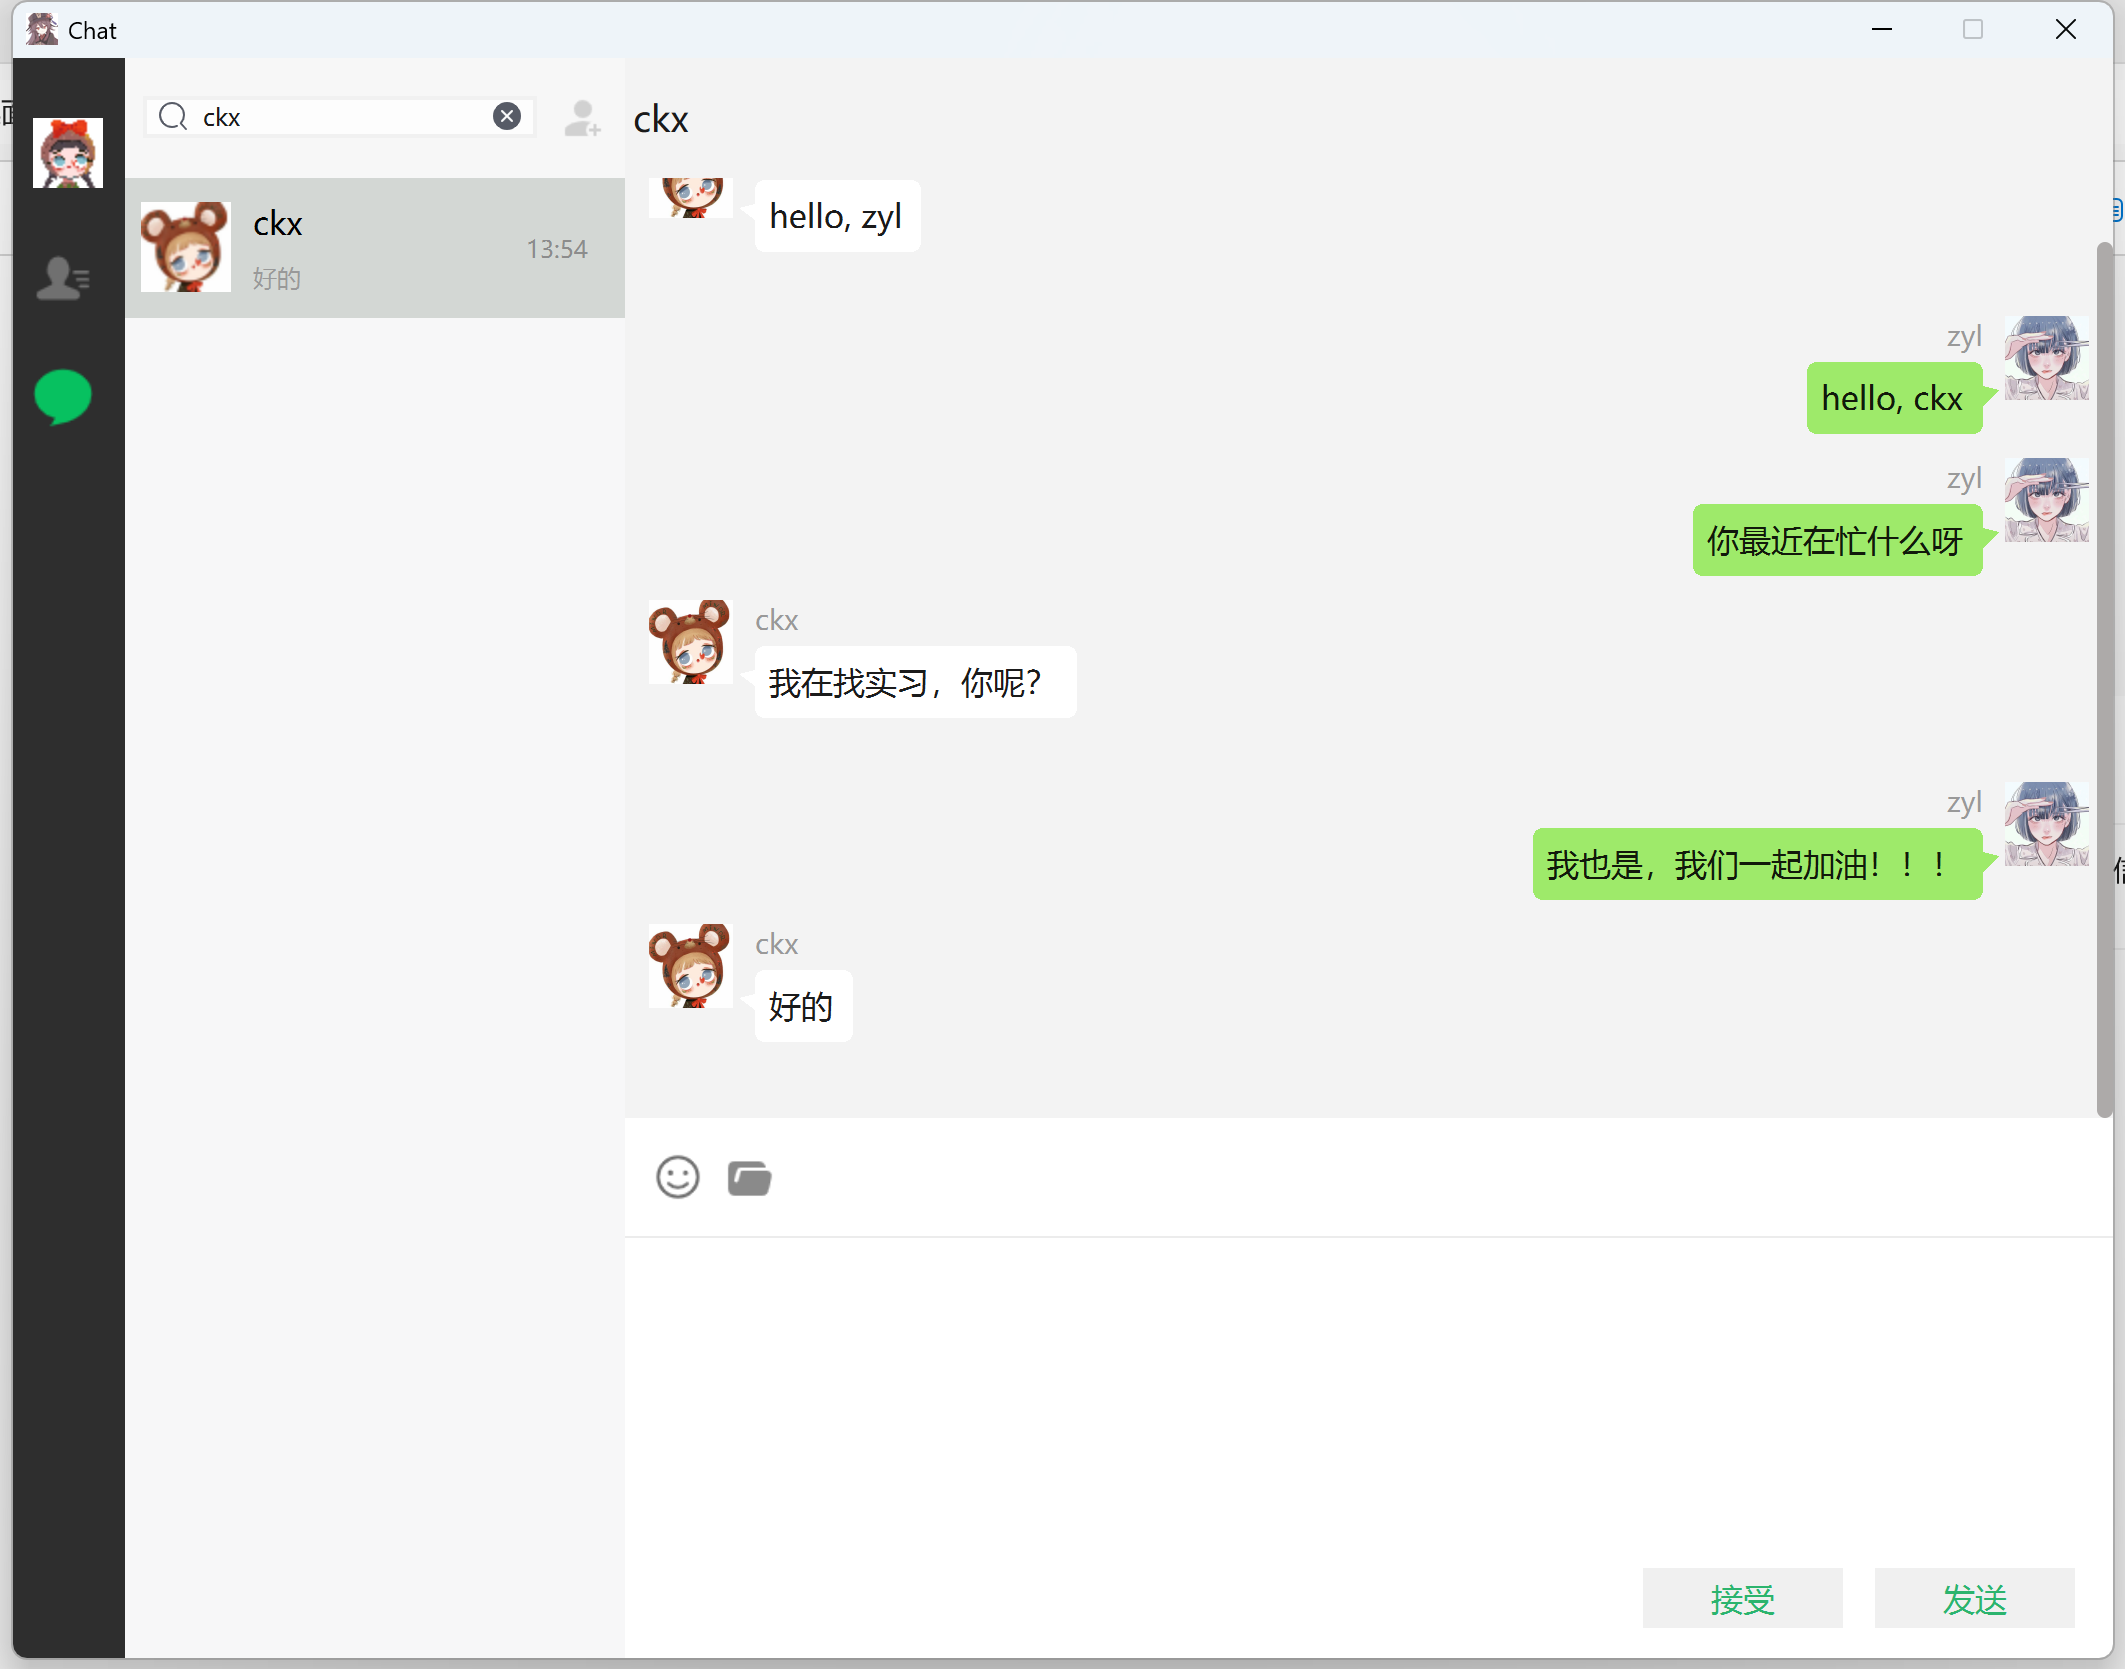 Chat
ckx
ckx
13:54
好的
ckx
hello, zyl
zyl
hello, ckx
zyl
你最近在忙什么呀
ckx
我在找实习，你呢？
zyl
我也是，我们一起加油！！！
ckx
好的
接受
发送